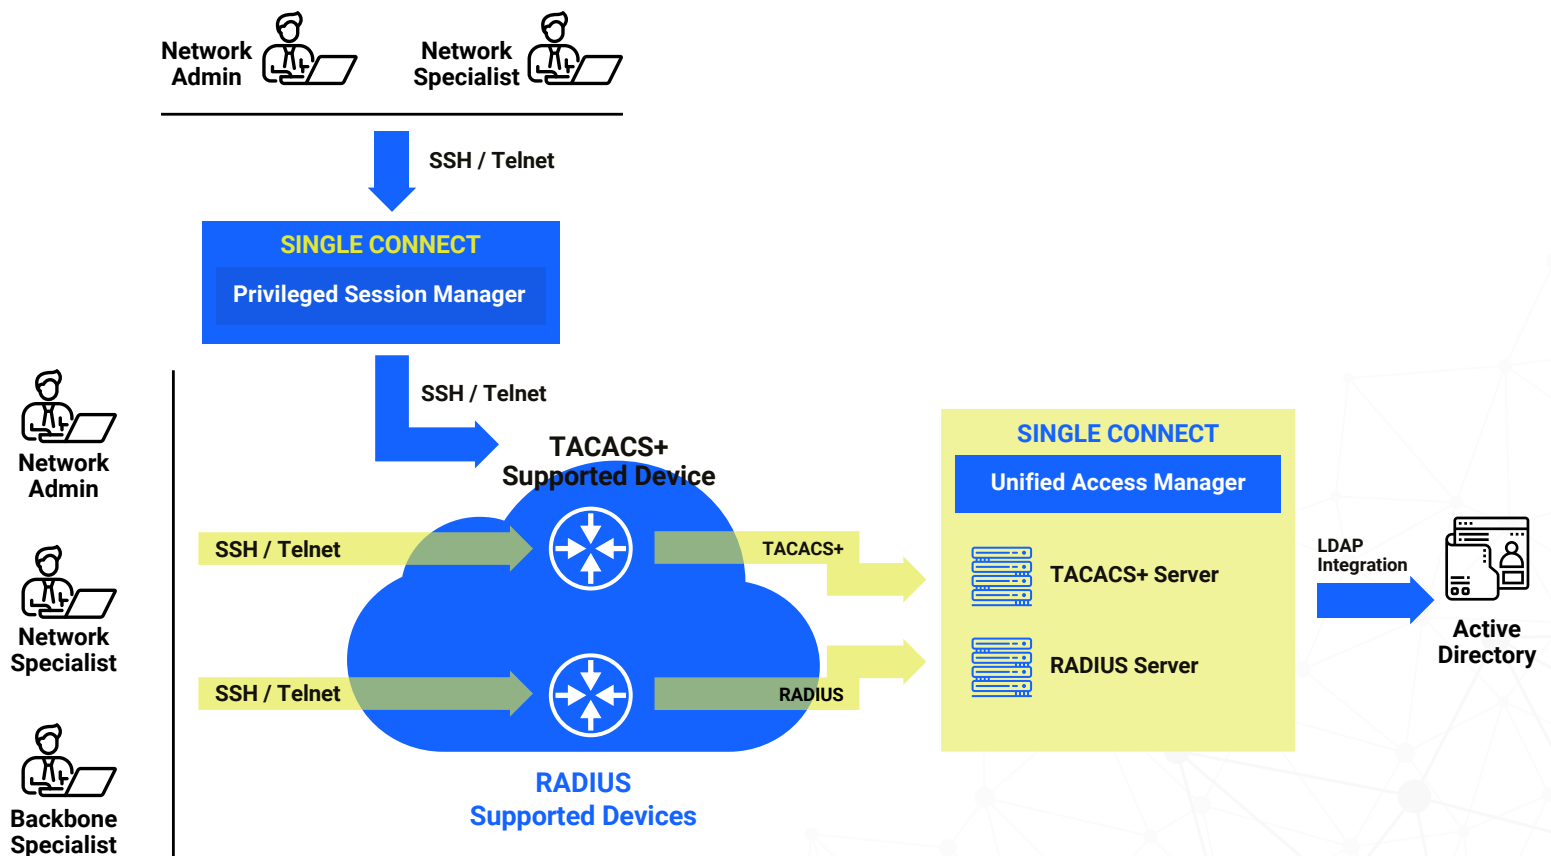 Network
Admin
Network
Specialist
SSH / Telnet
SINGLE CONNECT
Privileged Session Manager
SSH / Telnet
Network
Admin
Network
Specialist
Backbone
Specialist
TACACS+
Supported Device
SSH / Telnet
TACACS+
SSH / Telnet
RADIUS
RADIUS
Supported Devices
SINGLE CONNECT
Unified Access Manager
TACACS+ Server
RADIUS Server
LDAP
Integration
Active
Directory